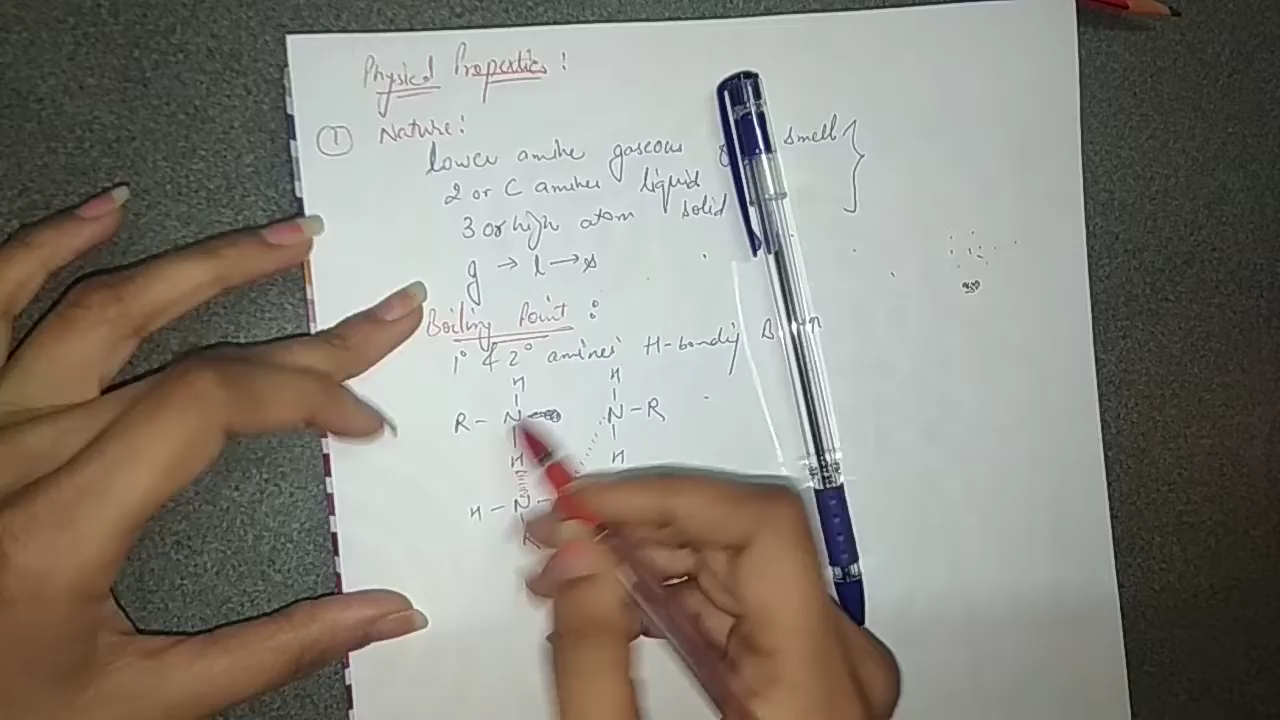 Physical Properties :
① Nature :
lower amine gaseous smell
2 or C amines liquid
3 or high atom solid
g → l → s
Boiling Point :
1° & 2° amines H-bonding B
H H
R - N N - R
H H
H - N -
R